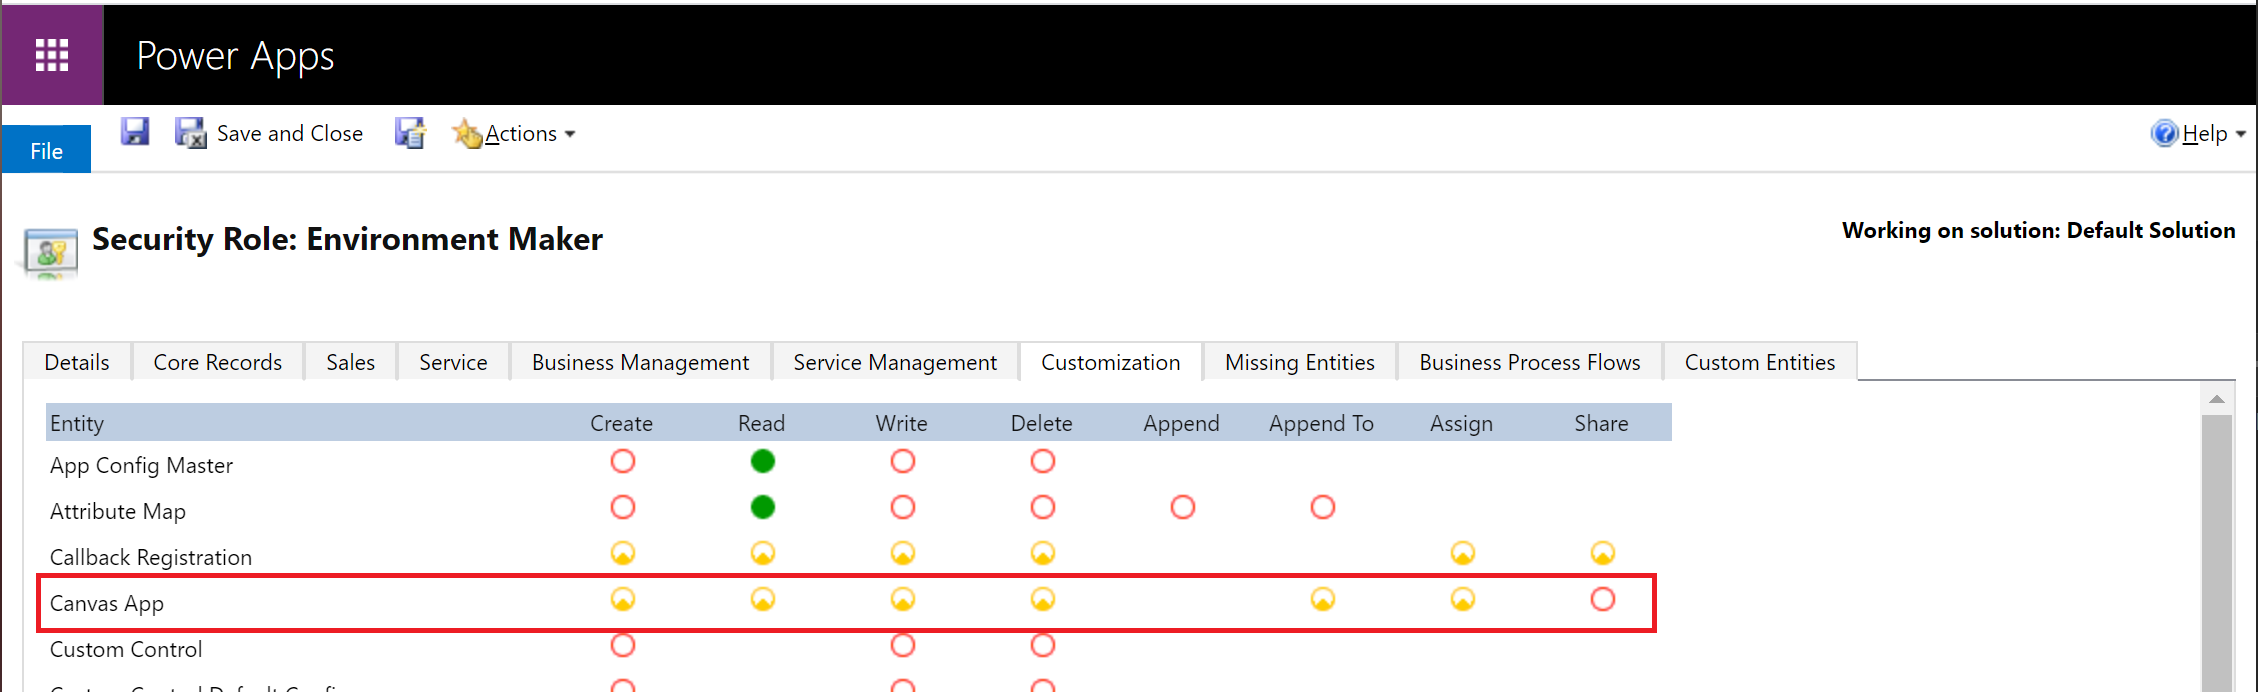 Power Apps
File
Save and Close
Actions
Help
Security Role: Environment Maker
Working on solution: Default Solution
Details Core Records Sales Service Business Management Service Management Customization Missing Entities Business Process Flows Custom Entities
Entity Create Read Write Delete Append Append To Assign Share
App Config Master
Attribute Map
Callback Registration
Canvas App
Custom Control